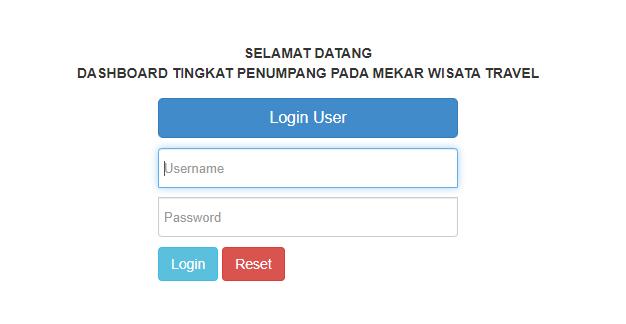 SELAMAT DATANG
DASHBOARD TINGKAT PENUMPANG PADA MEKAR WISATA TRAVEL
Login User
Username
Password
Login Reset